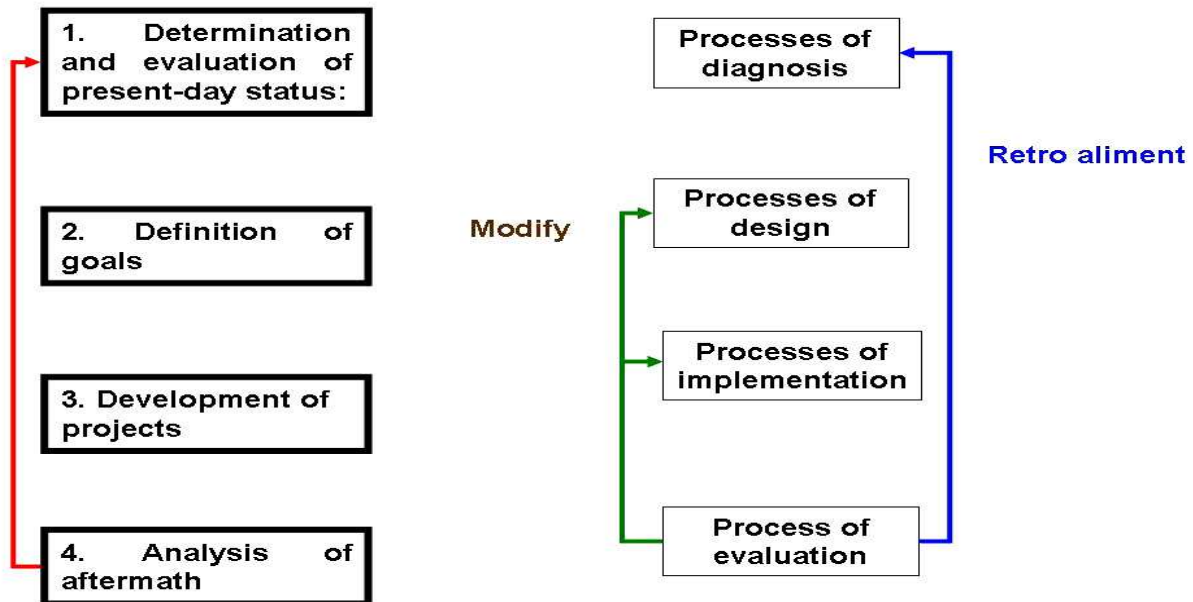 1. Determination
and evaluation of
present-day status:
2. Definition of
goals
3. Development of
projects
4. Analysis of
aftermath
Modify
Processes of
diagnosis
Processes of
design
Processes of
implementation
Process of
evaluation
Retro aliment